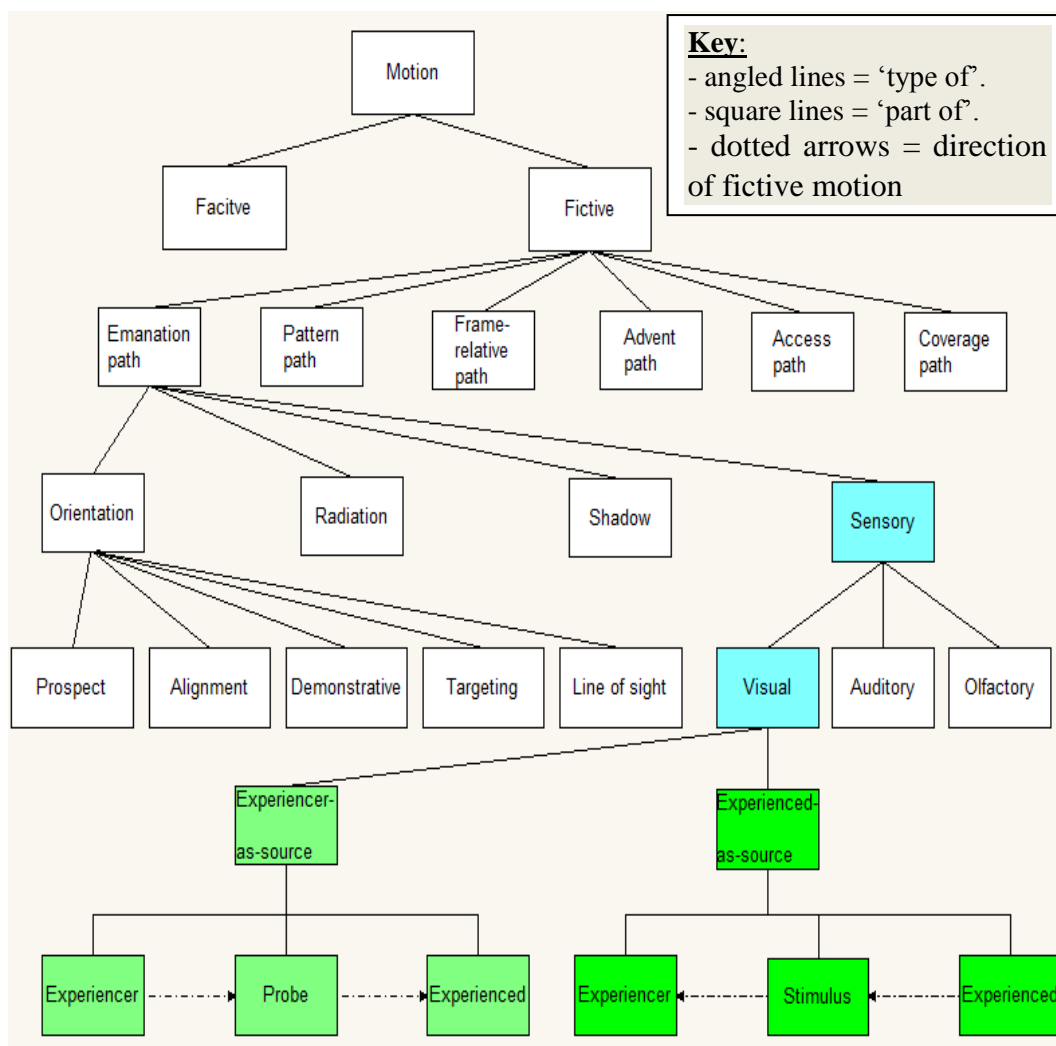 Key:
- angled lines = ‘type of’.
- square lines = ‘part of’.
- dotted arrows = direction
of fictive motion
Motion
Facitve
Fictive
Emanation
path
Pattern
path
Frame-
relative
path
Advent
path
Access
path
Coverage
path
Orientation
Radiation
Shadow
Sensory
Prospect
Alignment
Demonstrative
Targeting
Line of sight
Visual
Auditory
Olfactory
Experiencer-
as-source
Experienced-
as-source
Experiencer
Probe
Experienced
Experiencer
Stimulus
Experienced